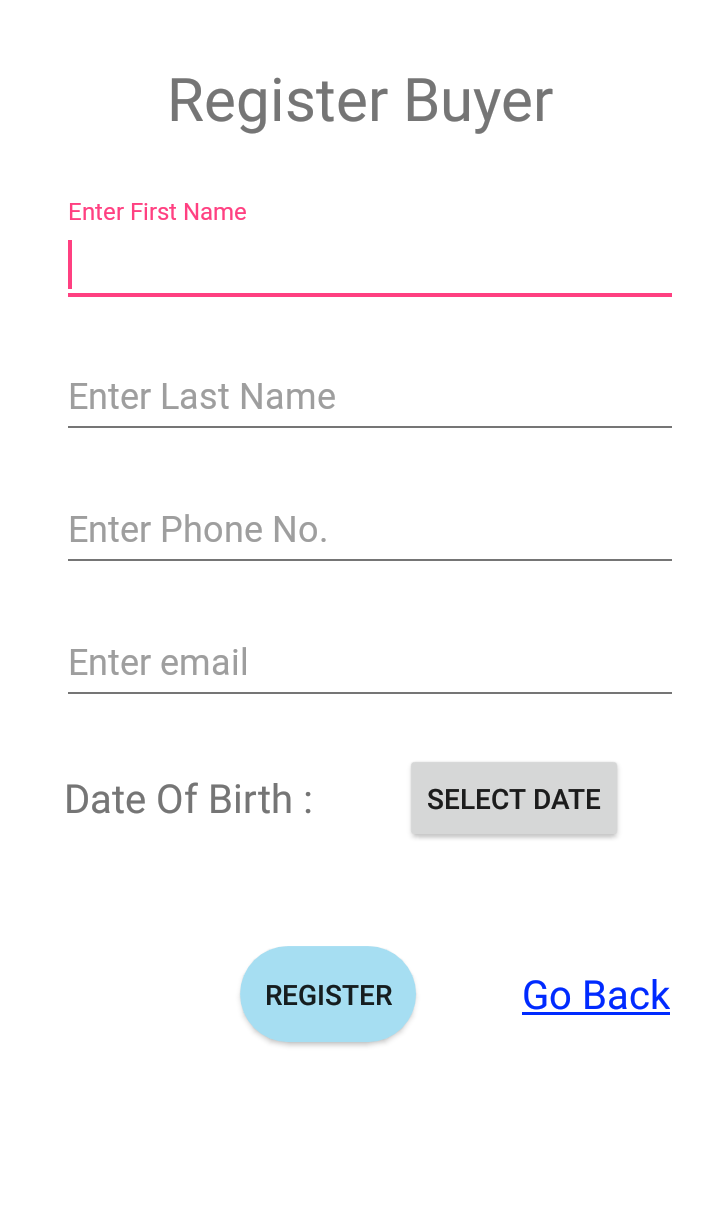 Register Buyer
Enter First Name
Enter Last Name
Enter Phone No.
Enter email
Date Of Birth : SELECT DATE
REGISTER Go Back